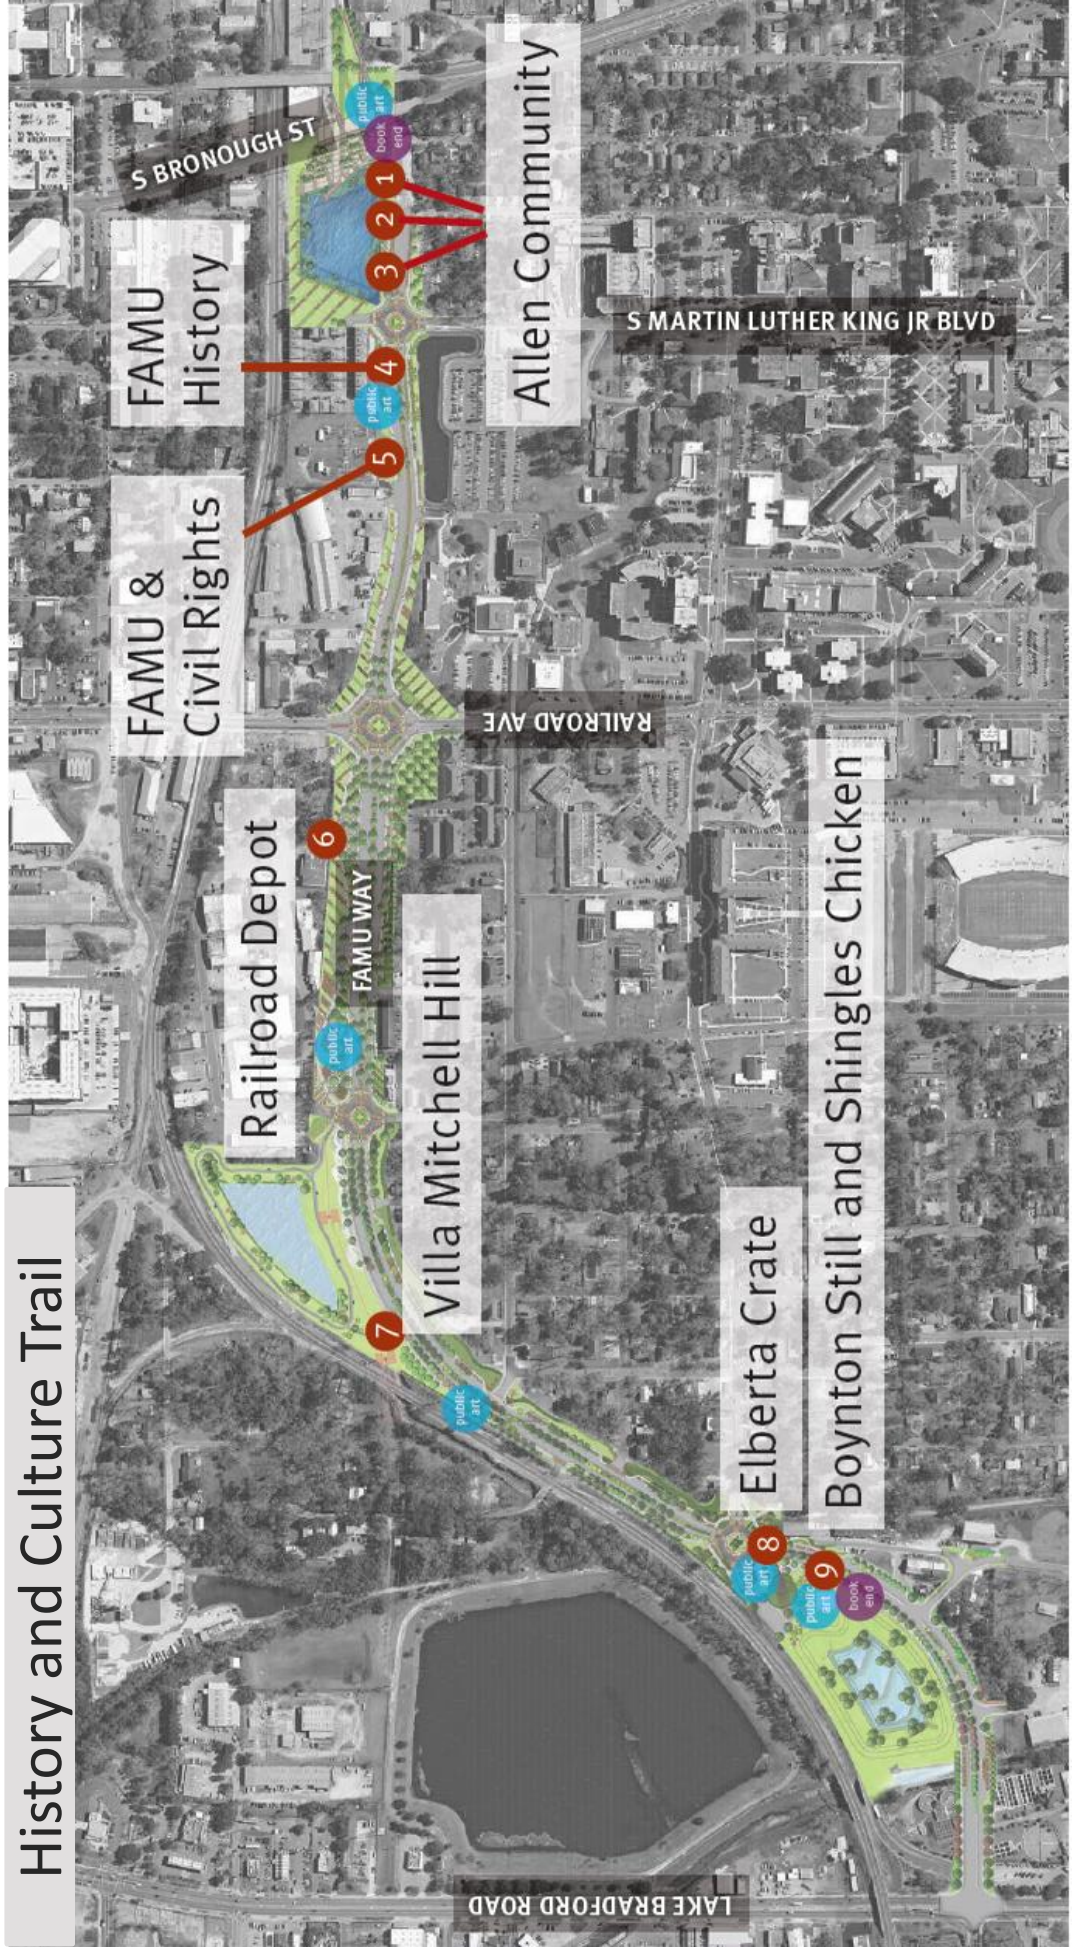 History and Culture Trail
Elberta Crate
Boynton Still and Shingles Chicken
Villa Mitchell Hill
Railroad Depot
FAMU &
Civil Rights
FAMU
History
Allen Community
LAKE BRADFORD ROAD
FAMU WAY
RAILROAD AVE
S MARTIN LUTHER KING JR BLVD
S BRONOUGH ST
9
8
7
6
5
4
3
2
1
book
end
public
art
public
art
public
art
public
art
public
art
public
art
book
end